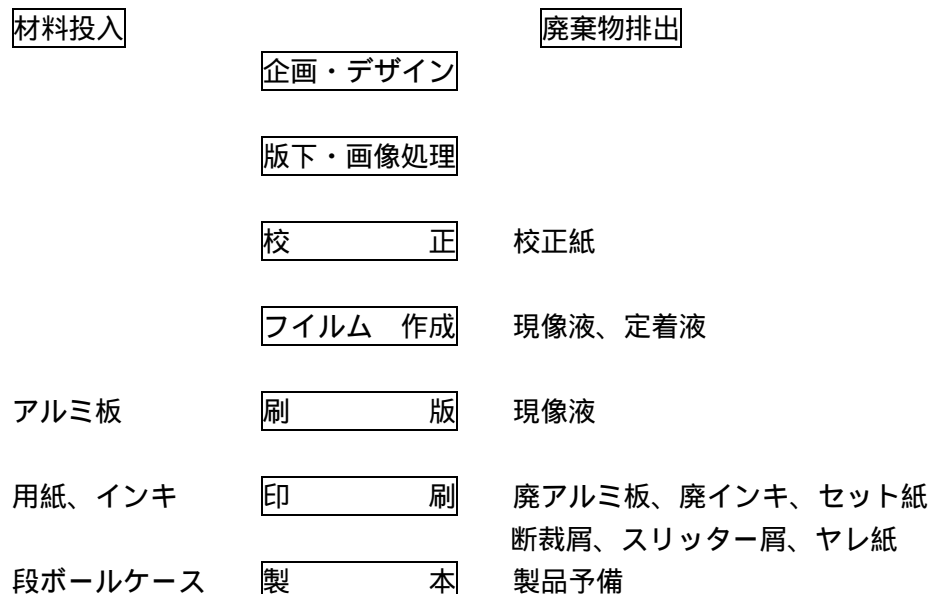 材料投入 廃棄物排出
企画・デザイン
版下・画像処理
校 正 校正紙
フイルム 作成 現像液、定着液
アルミ板 刷 版 現像液
用紙、インキ 印 刷 廃アルミ板、廃インキ、セット紙
断裁屑、スリッター屑、ヤレ紙
段ボールケース 製 本 製品予備